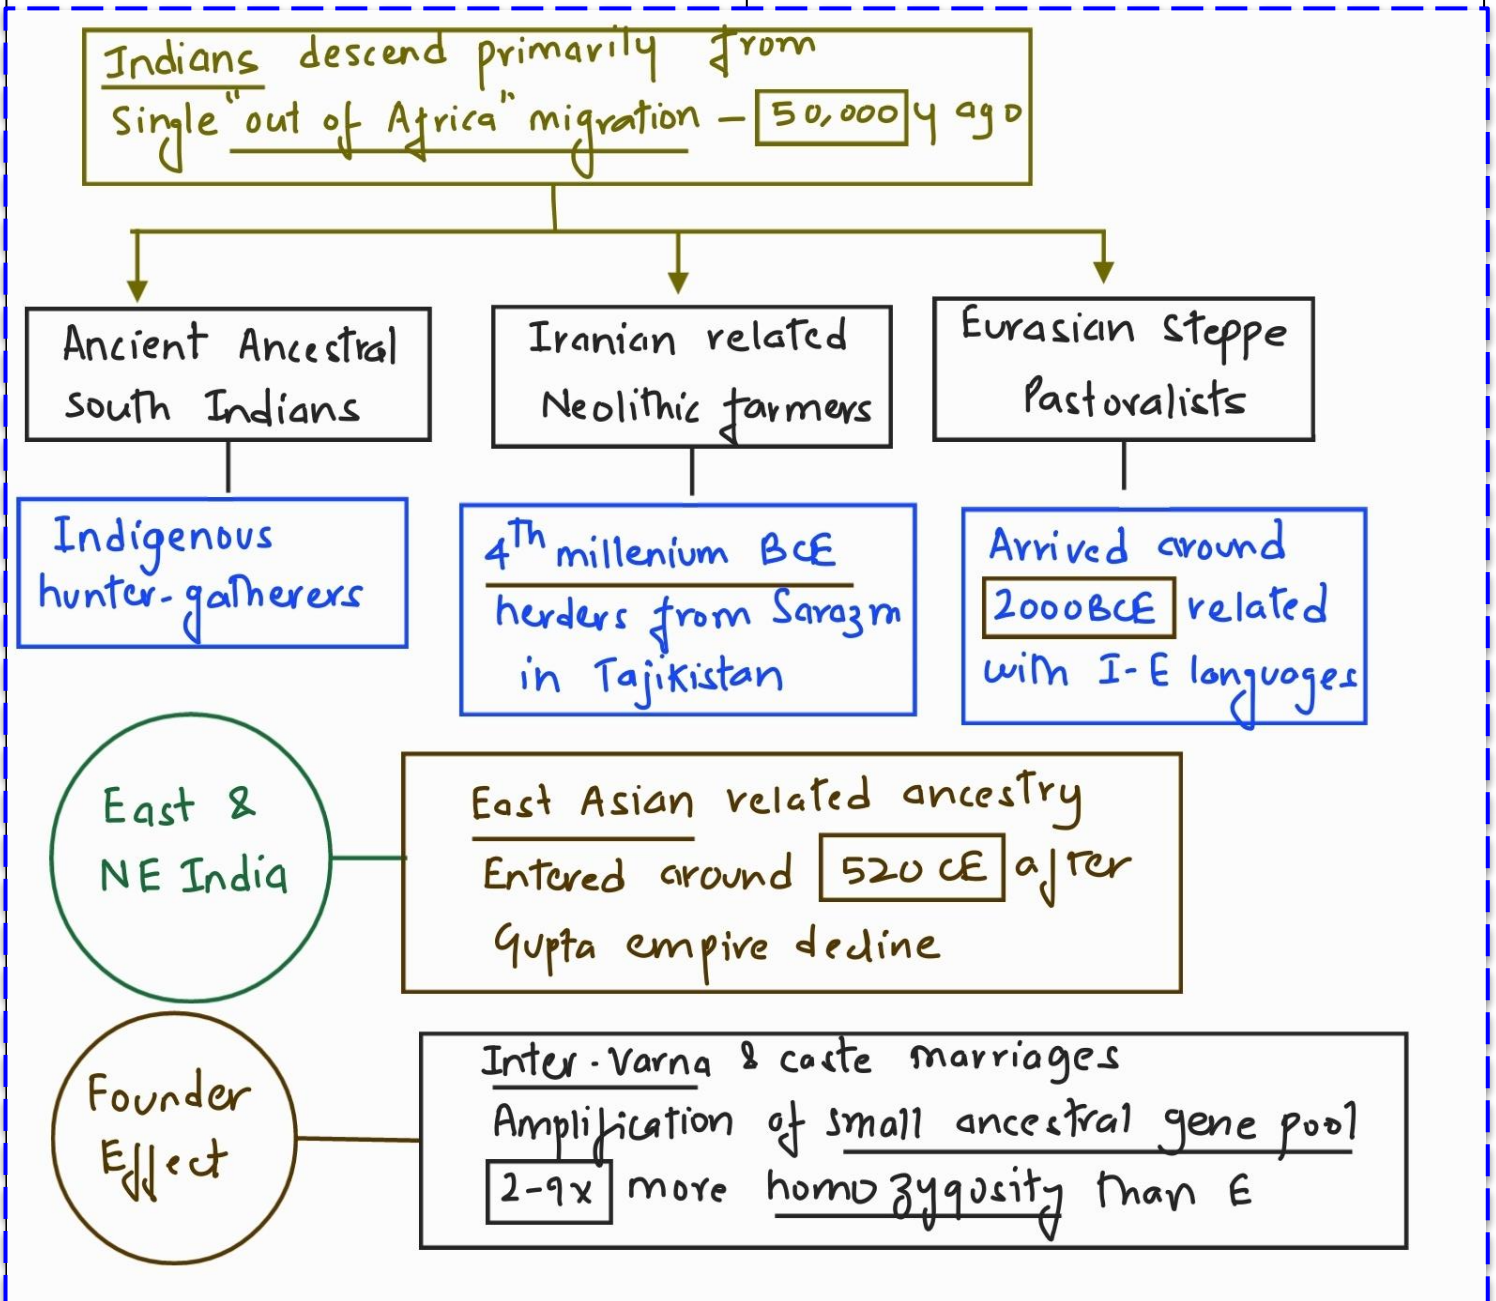 Indians descend primarily from
Single "out of Africa" migration – 50,000 y ago
Ancient Ancestral
South Indians
Iranian related
Neolithic farmers
Eurasian Steppe
Pastoralists
Indigenous
hunter-gatherers
4Th millenium BCE
herders from Sarazm
in Tajikistan
Arrived around
2000BCE related
with I-E languages
East &
NE India
East Asian related ancestry
Entered around 520 CE after
Gupta empire decline
Founder
Effect
Inter-Varna & caste marriages
Amplification of small ancestral gene pool
2-9x more homozygosity than E